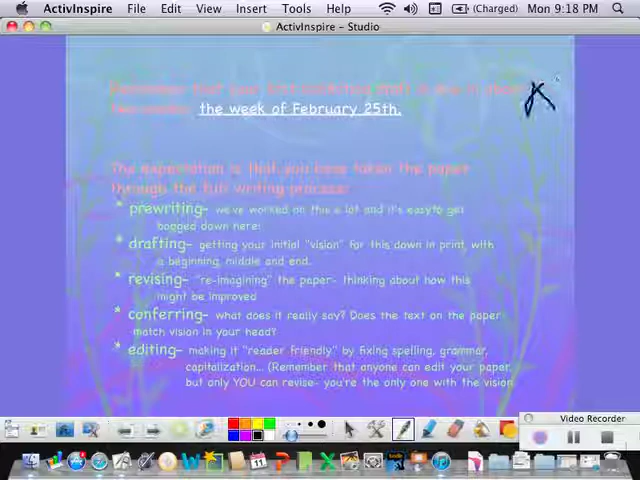 ActivInspire File Edit View Insert Tools Help (Charged) Mon 9:18 PM
ActivInspire - Studio
Remember that your first polished draft is due in about
two weeks: the week of February 25th.
The expectation is that you have taken the paper
through the full writing process:
* prewriting- we've worked on this a lot and it's easyto get
bogged down here:
* drafting- getting your initial "vision" for this down in print, with
a beginning, middle and end.
* revising- "re-imagining" the paper- thinking about how this
might be improved
* conferring- what does it really say? Does the text on the paper
match vision in your head?
* editing- making it "reader friendly" by fixing spelling, grammar,
capitalization... (Remember that anyone can edit your paper,
but only YOU can revise- you're the only one with the vision
Video Recorder